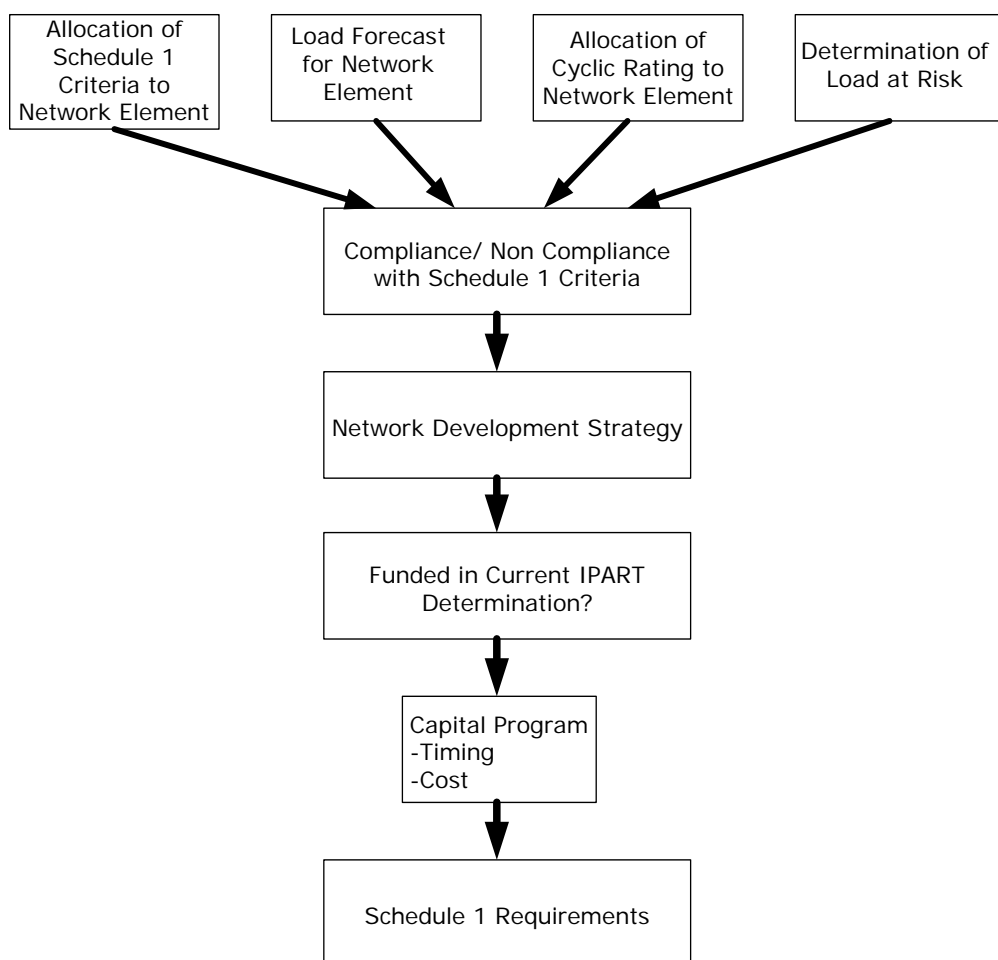 Allocation of
Schedule 1
Criteria to
Network Element
Load Forecast
for Network
Element
Allocation of
Cyclic Rating to
Network Element
Determination of
Load at Risk
Compliance/ Non Compliance
with Schedule 1 Criteria
Network Development Strategy
Funded in Current IPART
Determination?
Capital Program
-Timing
-Cost
Schedule 1 Requirements